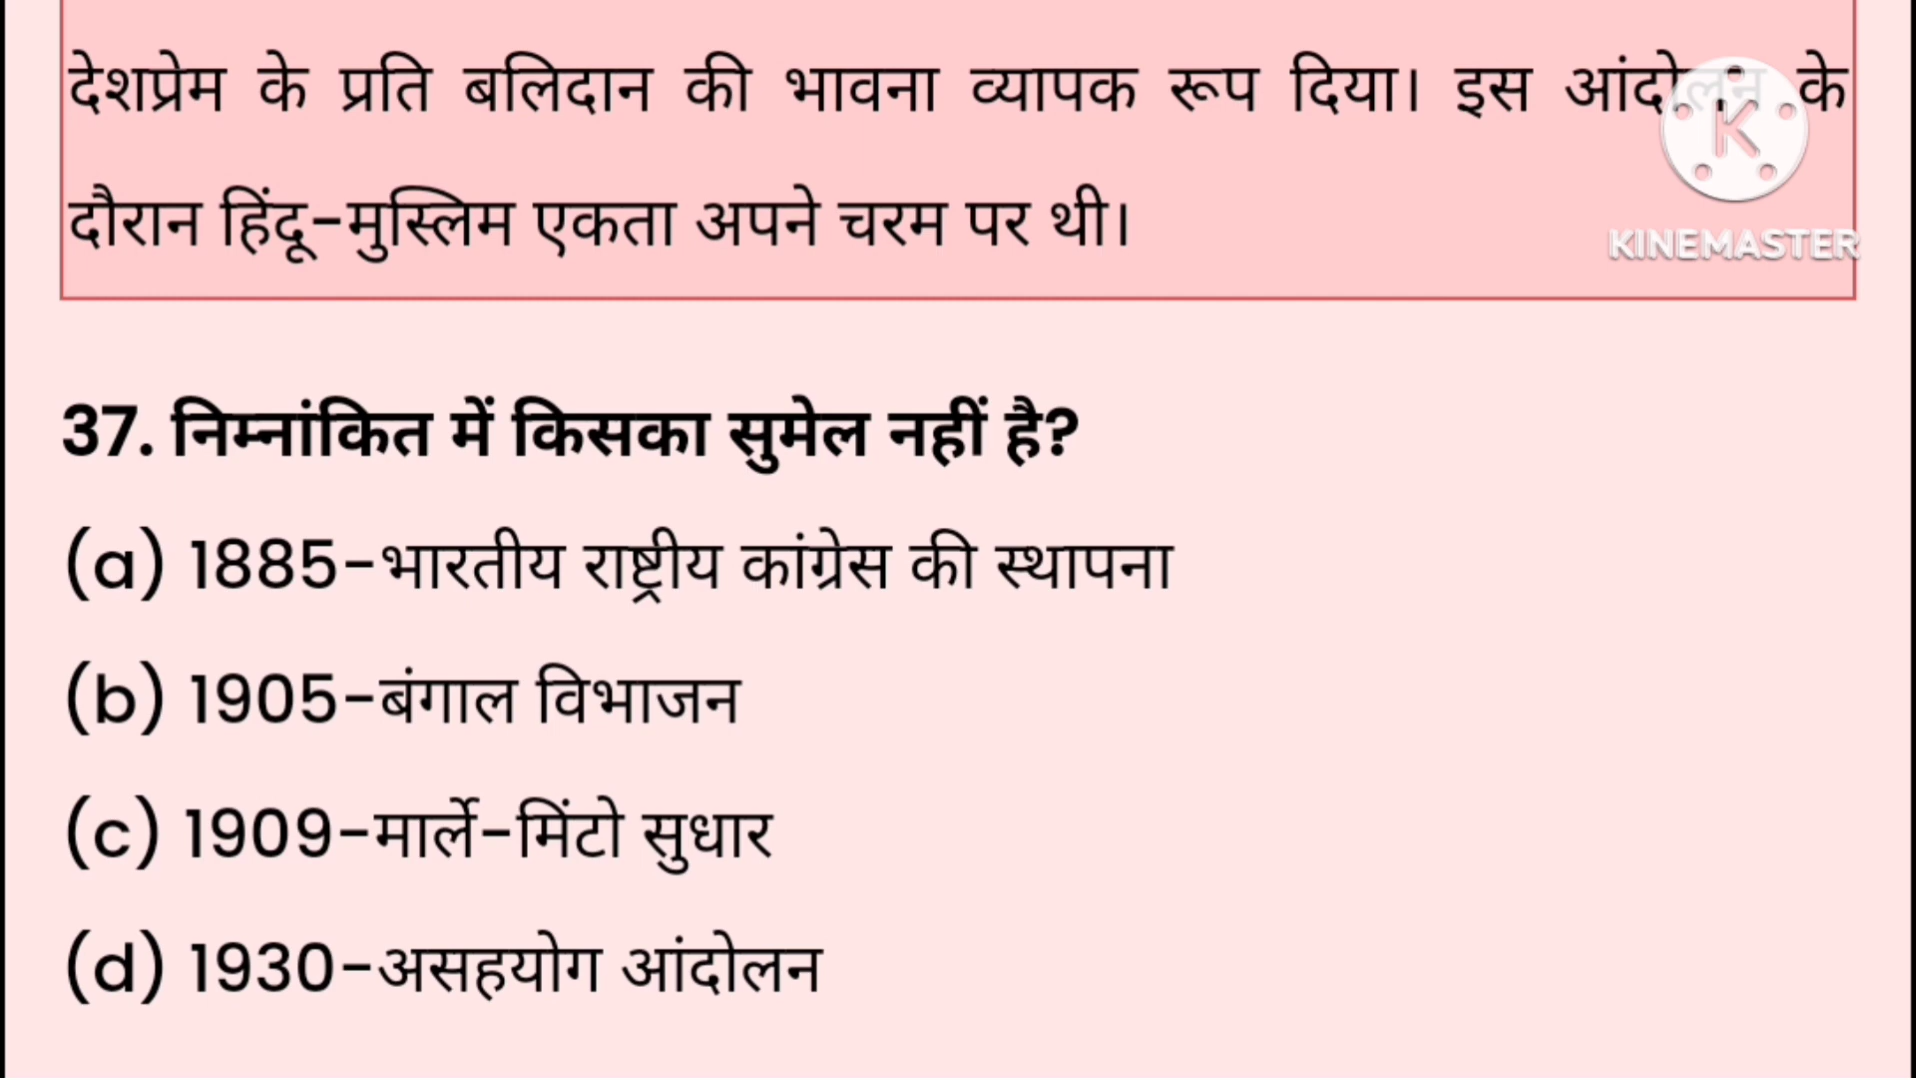 देशप्रेम के प्रति बलिदान की भावना व्यापक रूप दिया। इस आंदोलन के
दौरान हिंदू-मुस्लिम एकता अपने चरम पर थी।
K
KINEMASTER
37. निम्नांकित में किसका सुमेल नहीं है?
(a) 1885-भारतीय राष्ट्रीय कांग्रेस की स्थापना
(b) 1905-बंगाल विभाजन
(c) 1909-मार्ले-मिंटो सुधार
(d) 1930-असहयोग आंदोलन